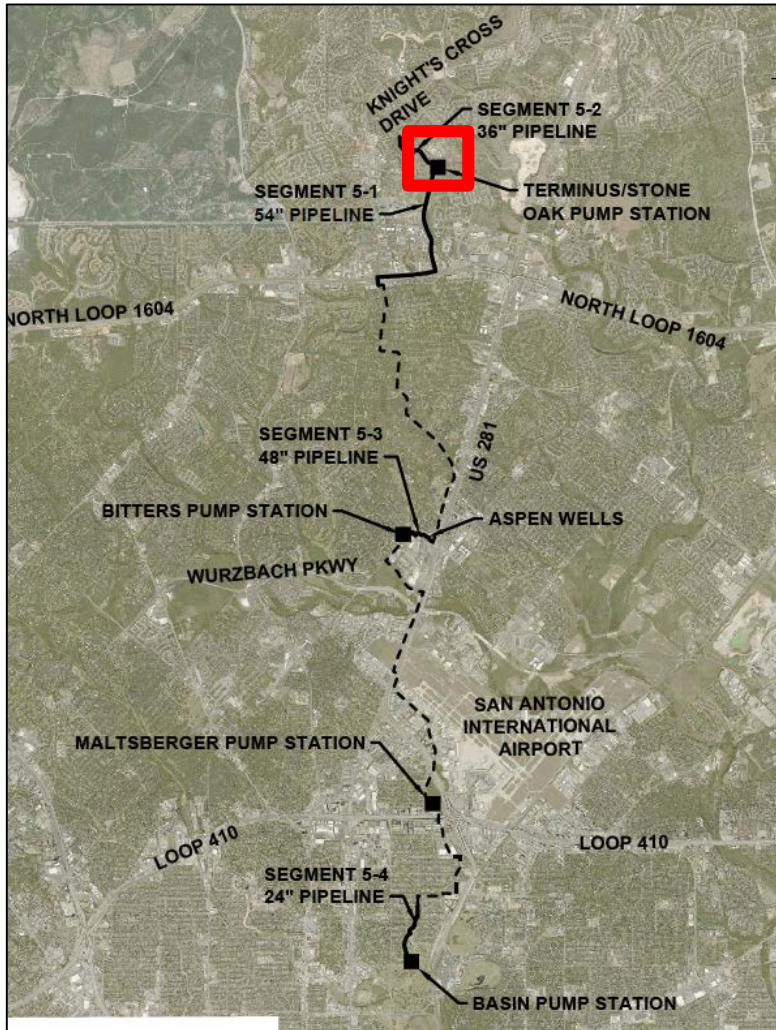 KNIGHT'S CROSS
DRIVE
SEGMENT 5-2
36" PIPELINE
SEGMENT 5-1
54" PIPELINE
TERMINUS/STONE
OAK PUMP STATION
NORTH LOOP 1604
NORTH LOOP 1604
SEGMENT 5-3
48" PIPELINE
US 281
BITTERS PUMP STATION
ASPEN WELLS
WURZBACH PKWY
SAN ANTONIO
INTERNATIONAL
AIRPORT
MALTSBERGER PUMP STATION
LOOP 410
LOOP 410
SEGMENT 5-4
24" PIPELINE
BASIN PUMP STATION